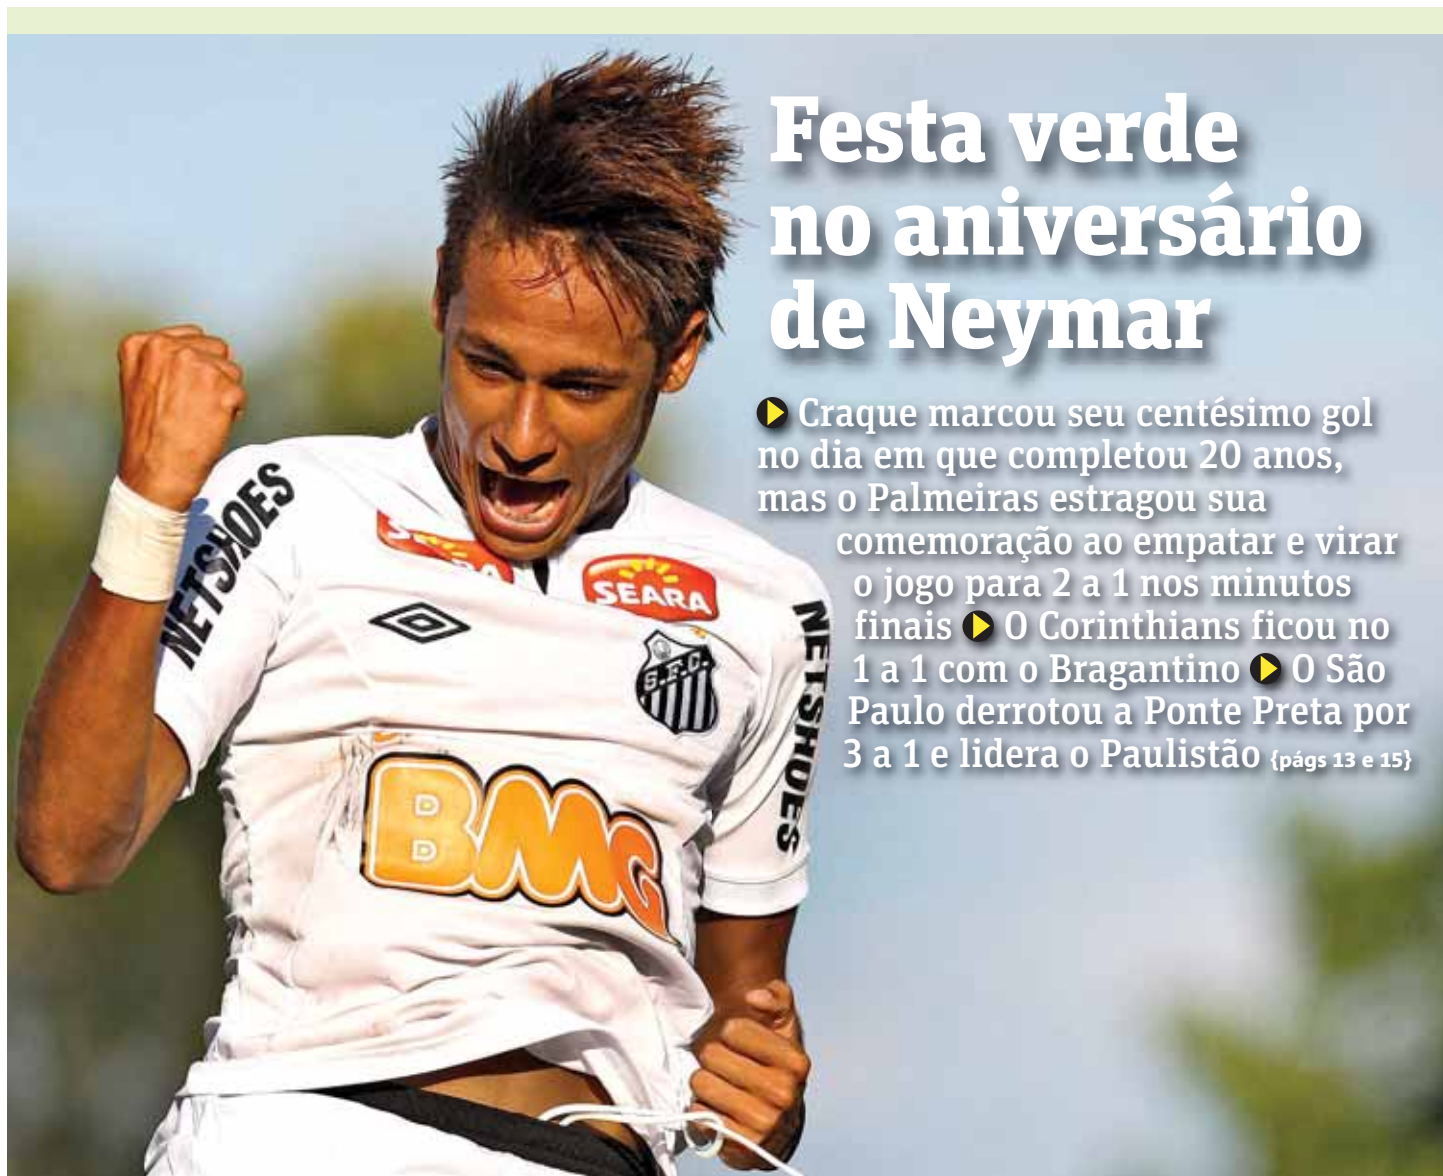 Festa verde
no aniversário
de Neymar
Craque marcou seu centésimo gol
no dia em que completou 20 anos,
mas o Palmeiras estragou sua
comemoração ao empatar e virar
o jogo para 2 a 1 nos minutos
finais O Corinthians ficou no
1 a 1 com o Bragantino O São
Paulo derrotou a Ponte Preta por
3 a 1 e lidera o Paulistão {págs 13 e 15}
NETSHOES
SEARA
S.F.C.
NETSHOES
BMG